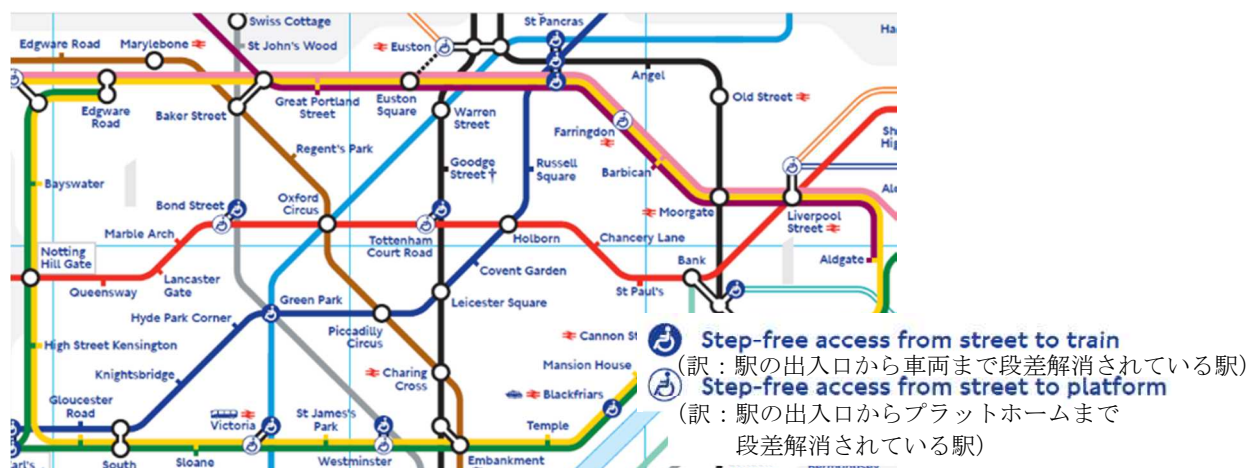 Swiss Cottage
St Pancras
Edgware Road
Marylebone
St John's Wood
Euston
Angel
Old Street
Edgware
Road
Baker Street
Great Portland
Street
Euston
Square
Warren
Street
Farringdon
Regent's Park
Goodge
Street †
Russell
Square
Barbican
Bayswater
Bond Street
Oxford
Circus
Moorgate
Liverpool
Street
Marble Arch
Tottenham
Court Road
Holborn
Chancery Lane
Notting
Hill Gate
Bank
Aldgate
Queensway
Lancaster
Gate
Covent Garden
St Paul's
Green Park
Leicester Square
Hyde Park Corner
Piccadilly
Circus
Cannon St
High Street Kensington
Mansion House
Knightsbridge
Charing
Cross
Blackfriars
Gloucester
Road
Victoria
St James's
Park
Temple
South
Sloane
Westminster
Embankment
Step-free access from street to train
(訳:駅の出入口から車両まで段差解消されている駅)
Step-free access from street to platform
(訳:駅の出入口からプラットホームまで
段差解消されている駅)